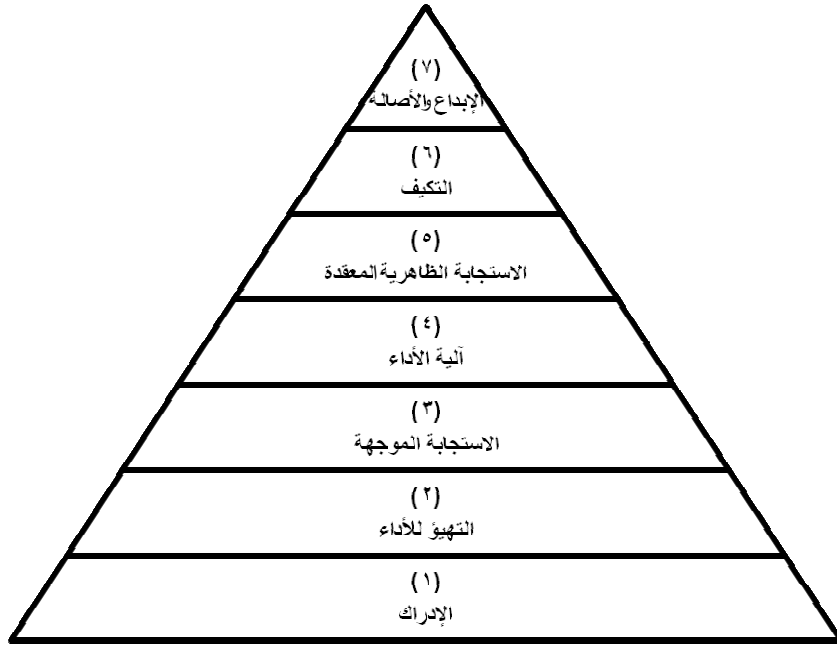 (٧)
الإبداع والأصالة
(٦)
التكيف
(٥)
الاستجابة الظاهرية المعقدة
(٤)
آلية الأداء
(٣)
الاستجابة الموجهة
(٢)
التهيؤ للأداء
(١)
الإدراك